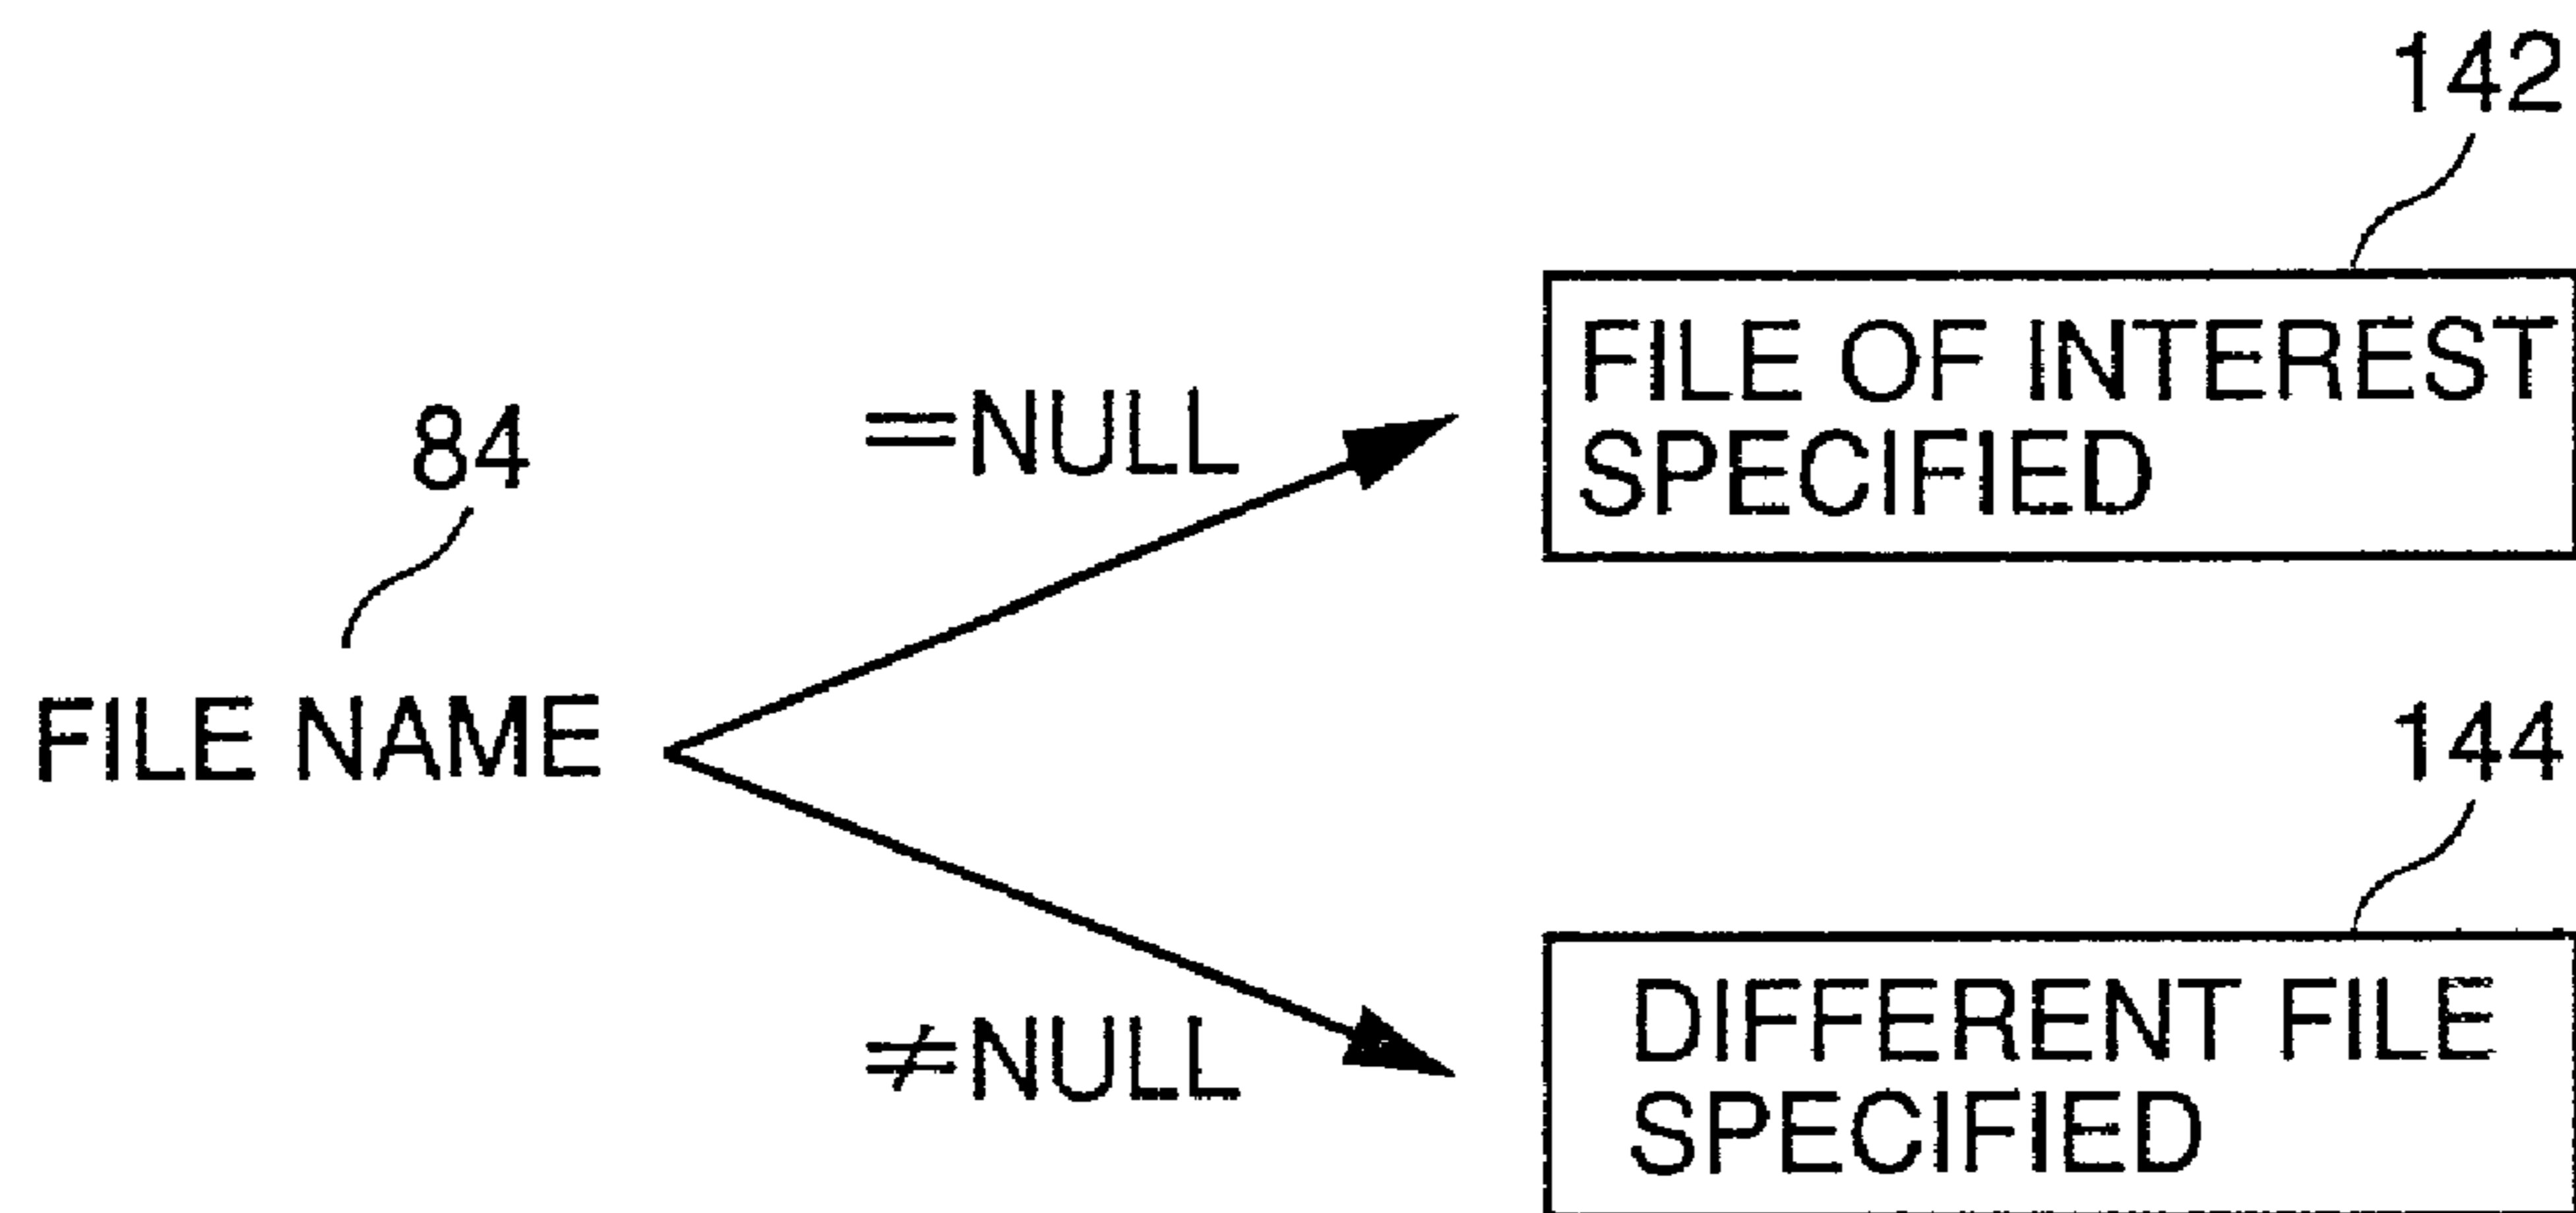 142
FILE OF INTEREST
SPECIFIED
=NULL
84
FILE NAME
144
≠NULL
DIFFERENT FILE
SPECIFIED